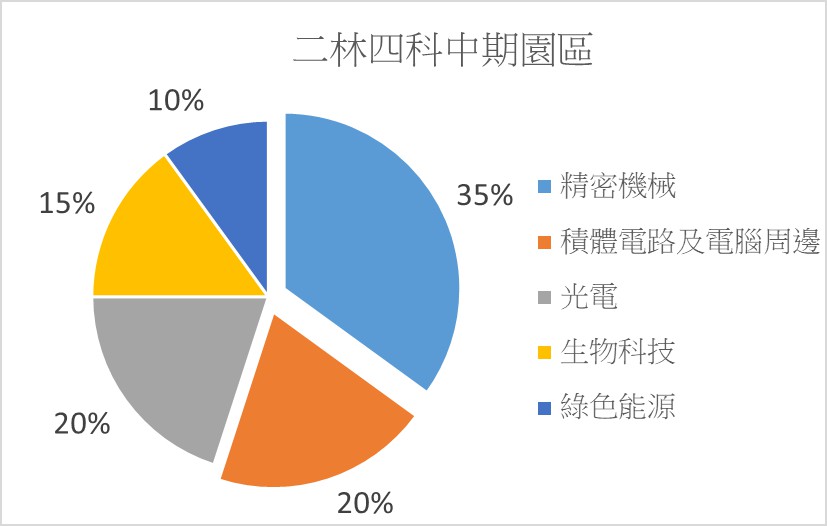 二林四科中期園區
10%
35%
15%
20%
20%
精密機械
積體電路及電腦周邊
光電
生物科技
綠色能源